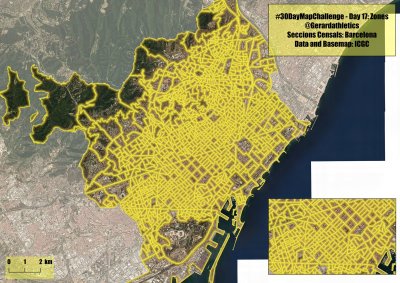 #30DayMapChallenge - Day 17: Zones
@Gerardathletics
Seccions Censals: Barcelona
Data and Basemap: ICGC
0 1 2 km